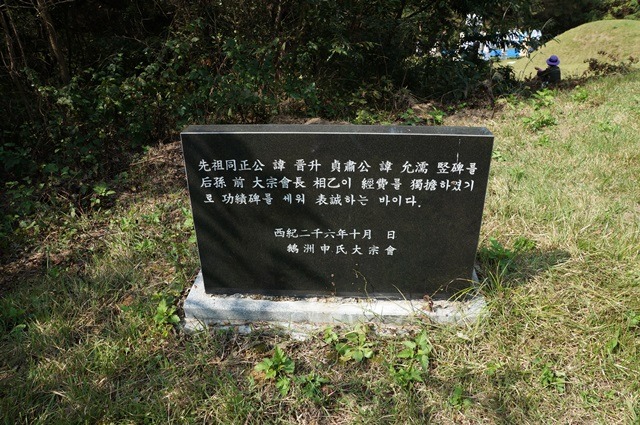 先祖同正公 諱 晋升 貞肅公 諱 允濡 竪碑를
后孫 前 大宗會長 相乙이 經費를 獨擔하였기
로 功績碑를 세워 表誠하는 바이다.
西紀二千六年十月 日
鵝洲申氏大宗會